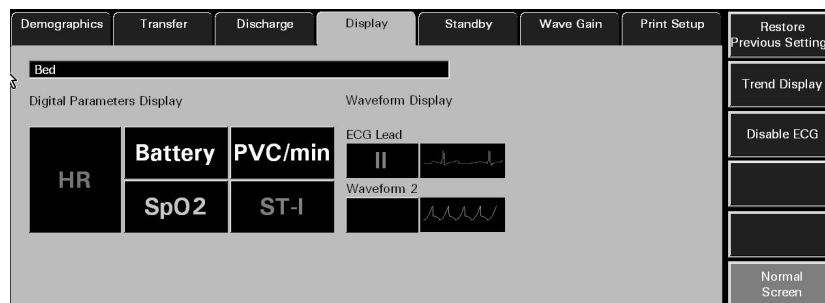 Demographics
Transfer
Discharge
Display
Standby
Wave Gain
Print Setup
Restore
Previous Setting
Trend Display
Disable ECG
Normal
Screen
Bed
Digital Parameters Display
HR
Battery
PVC/min
SpO2
ST-I
Waveform Display
ECG Lead
II
Waveform 2